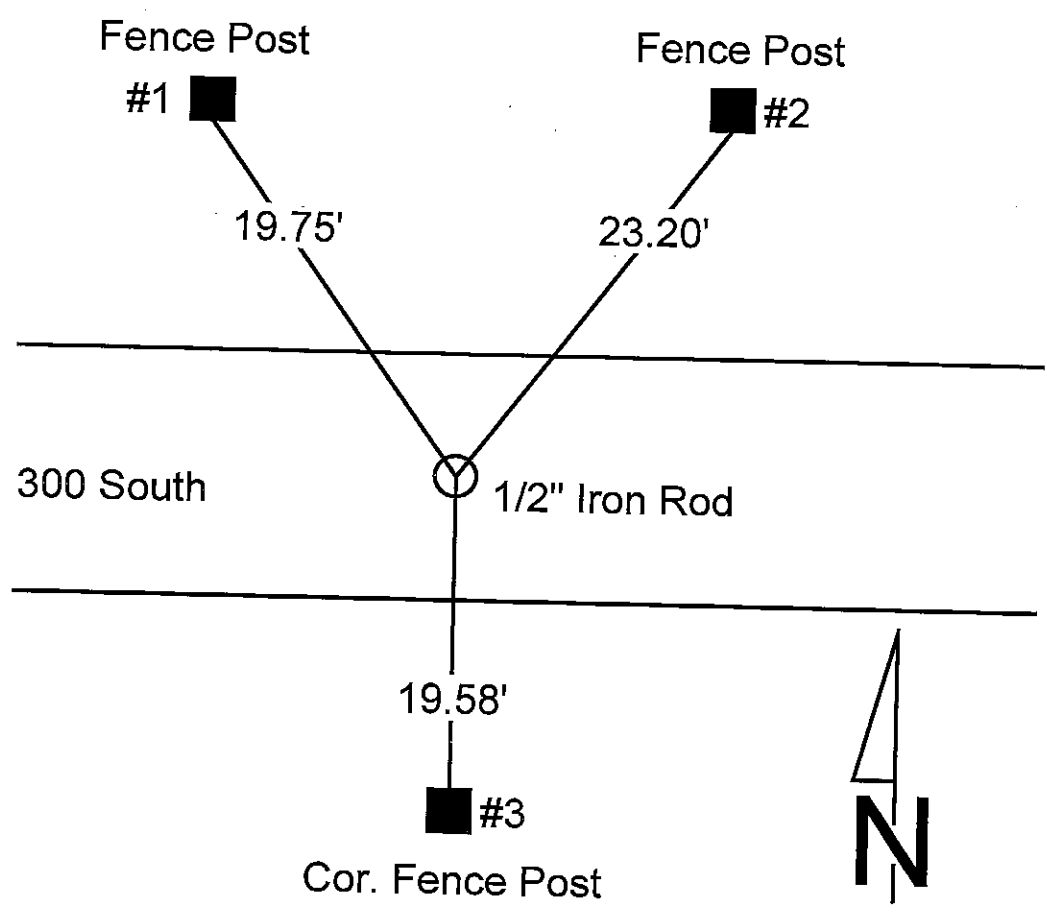 Fence Post
#1
Fence Post
#2
19.75'
23.20'
300 South
1/2" Iron Rod
19.58'
#3
Cor. Fence Post
N